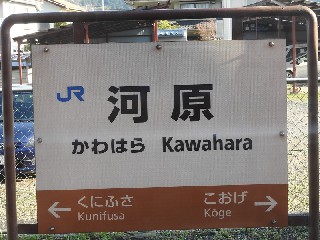 JR 河原
かわはら Kawahara
← くにふさ こおげ →
Kunifusa Kōge